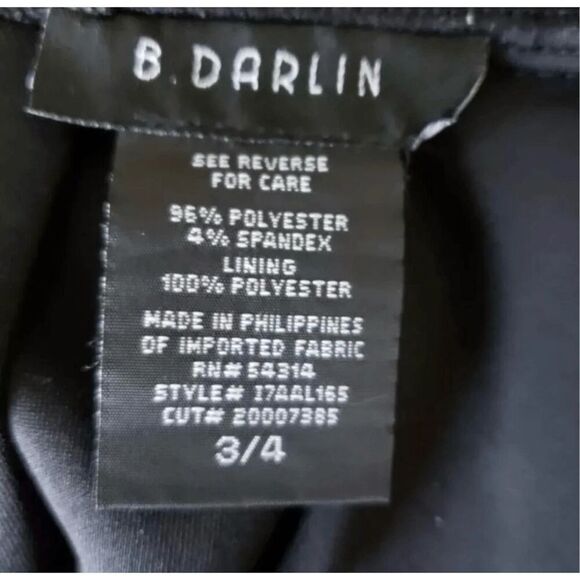 B. DARLIN
SEE REVERSE
FOR CARE
96% POLYESTER
4% SPANDEX
LINING
100% POLYESTER
MADE IN PHILIPPINES
OF IMPORTED FABRIC
RN# 54314
STYLE# I7AAL165
CUT# 20007385
3/4